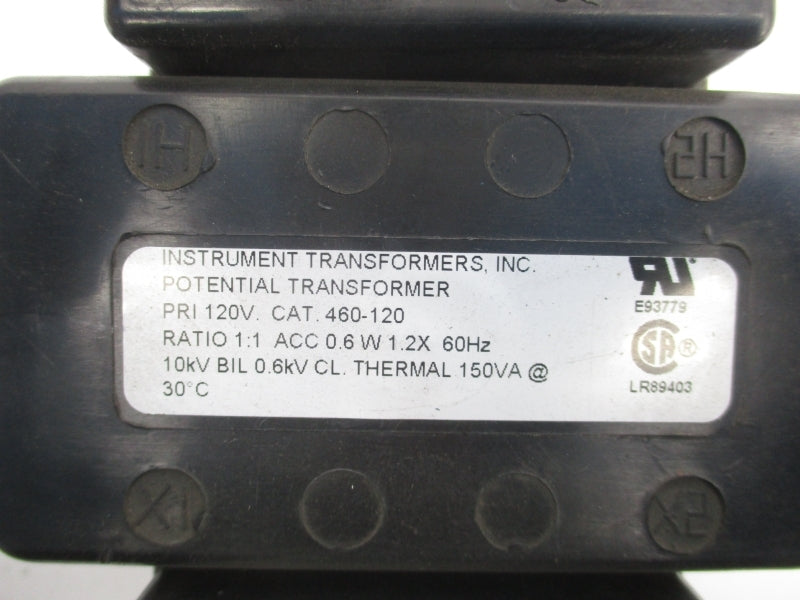 H1 H2
INSTRUMENT TRANSFORMERS, INC.
POTENTIAL TRANSFORMER
PRI 120V. CAT. 460-120
RATIO 1:1 ACC 0.6 W 1.2X 60Hz
10kV BIL 0.6kV CL. THERMAL 150VA @
30°C
E93779
SA ®
LR89403
X1 X2